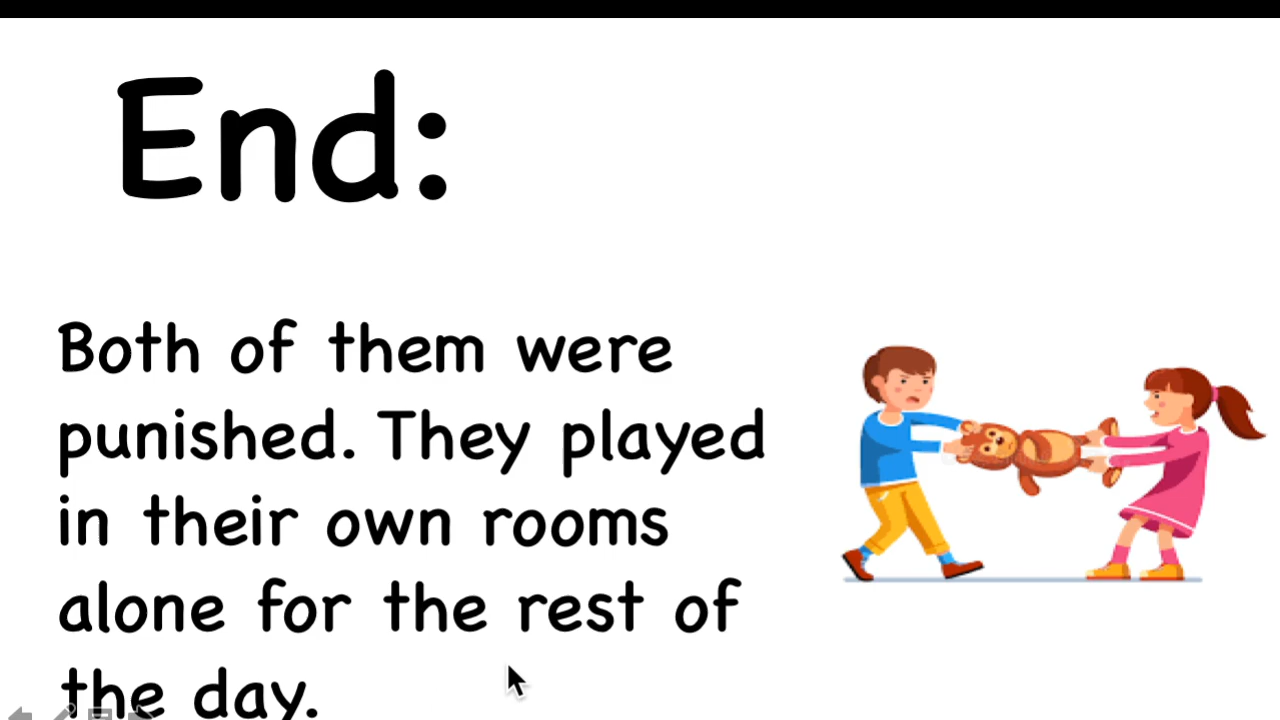 End:
Both of them were
punished. They played
in their own rooms
alone for the rest of
the day.